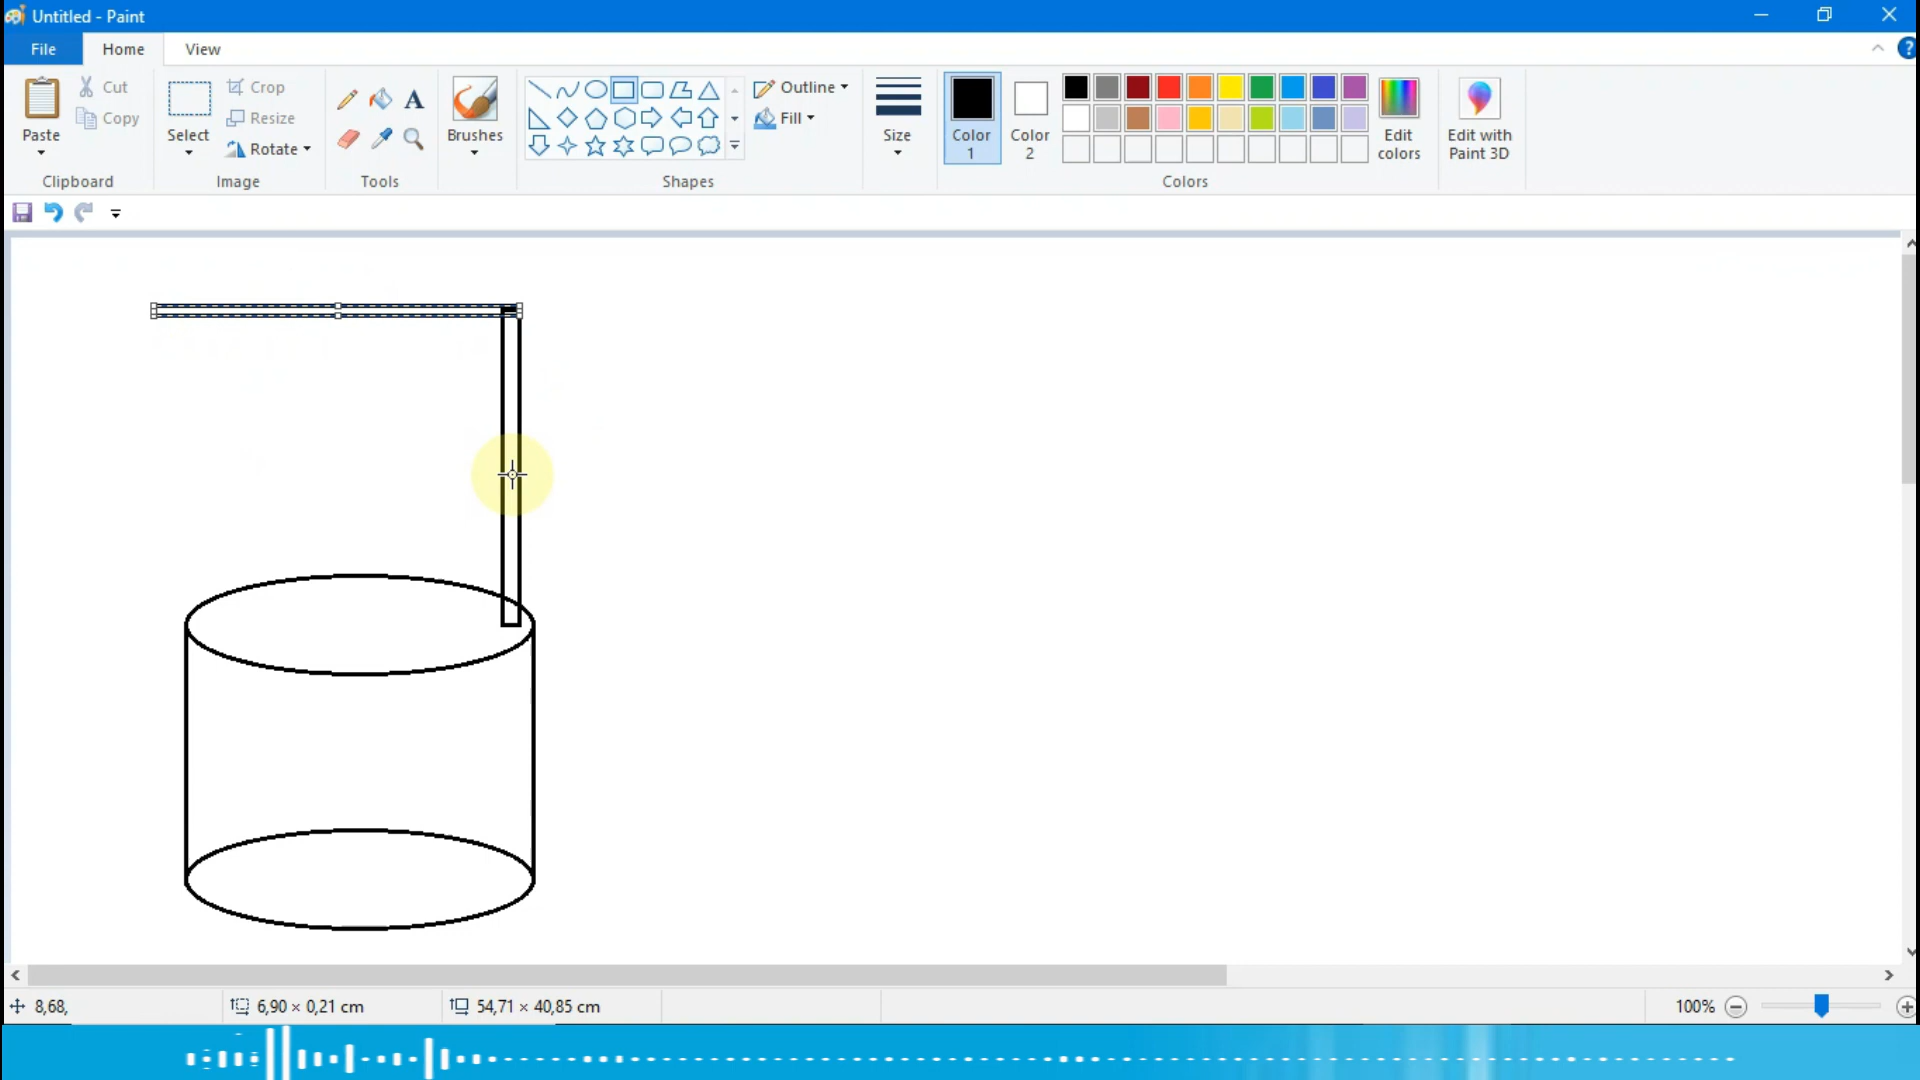 Untitled - Paint
File Home View
Paste
Cut
Copy
Clipboard
Select
Crop
Resize
Rotate
Image
A
Tools
Brushes
Shapes
Outline
Fill
Size
Color 1
Color 2
Colors
Edit colors
Edit with Paint 3D
?
8,68,
6,90 × 0,21 cm
54,71 × 40,85 cm
100%